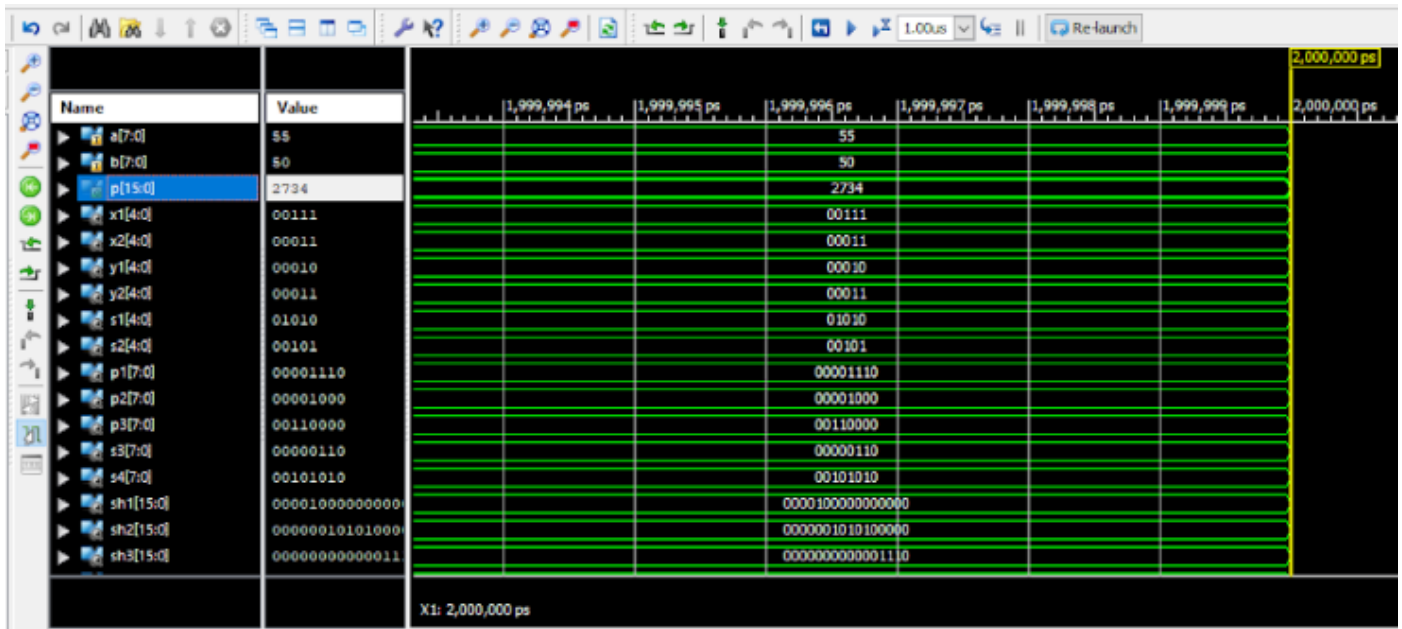 1.00us Re-launch
2,000,000 ps
Name Value 1,999,994 ps 1,999,995 ps 1,999,996 ps 1,999,997 ps 1,999,998 ps 1,999,999 ps 2,000,000 ps
a[7:0] 55 55
b[7:0] 50 50
p[15:0] 2734 2734
x1[4:0] 00111 00111
x2[4:0] 00011 00011
y1[4:0] 00010 00010
y2[4:0] 00011 00011
s1[4:0] 01010 01010
s2[4:0] 00101 00101
p1[7:0] 00001110 00001110
p2[7:0] 00001000 00001000
p3[7:0] 00110000 00110000
s3[7:0] 00000110 00000110
s4[7:0] 00101010 00101010
sh1[15:0] 0000100000000000 0000100000000000
sh2[15:0] 000000101010000 0000001010100000
sh3[15:0] 00000000000011 0000000000001110
X1: 2,000,000 ps